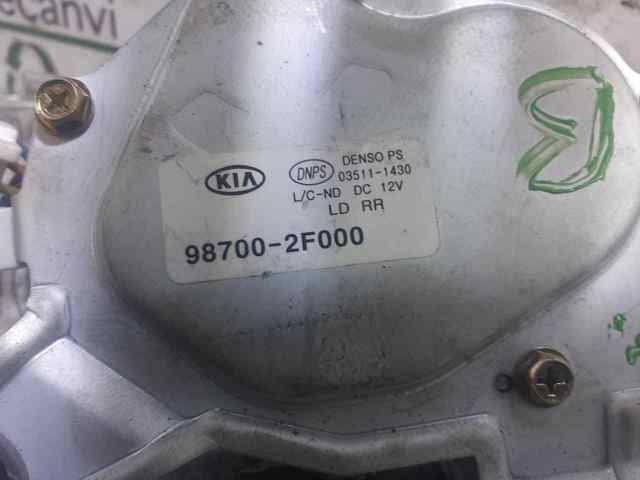 ecanvi
KIA
DNPS
DENSO PS
03511-1430
L/C-ND DC 12V
LD RR
98700-2F000
B